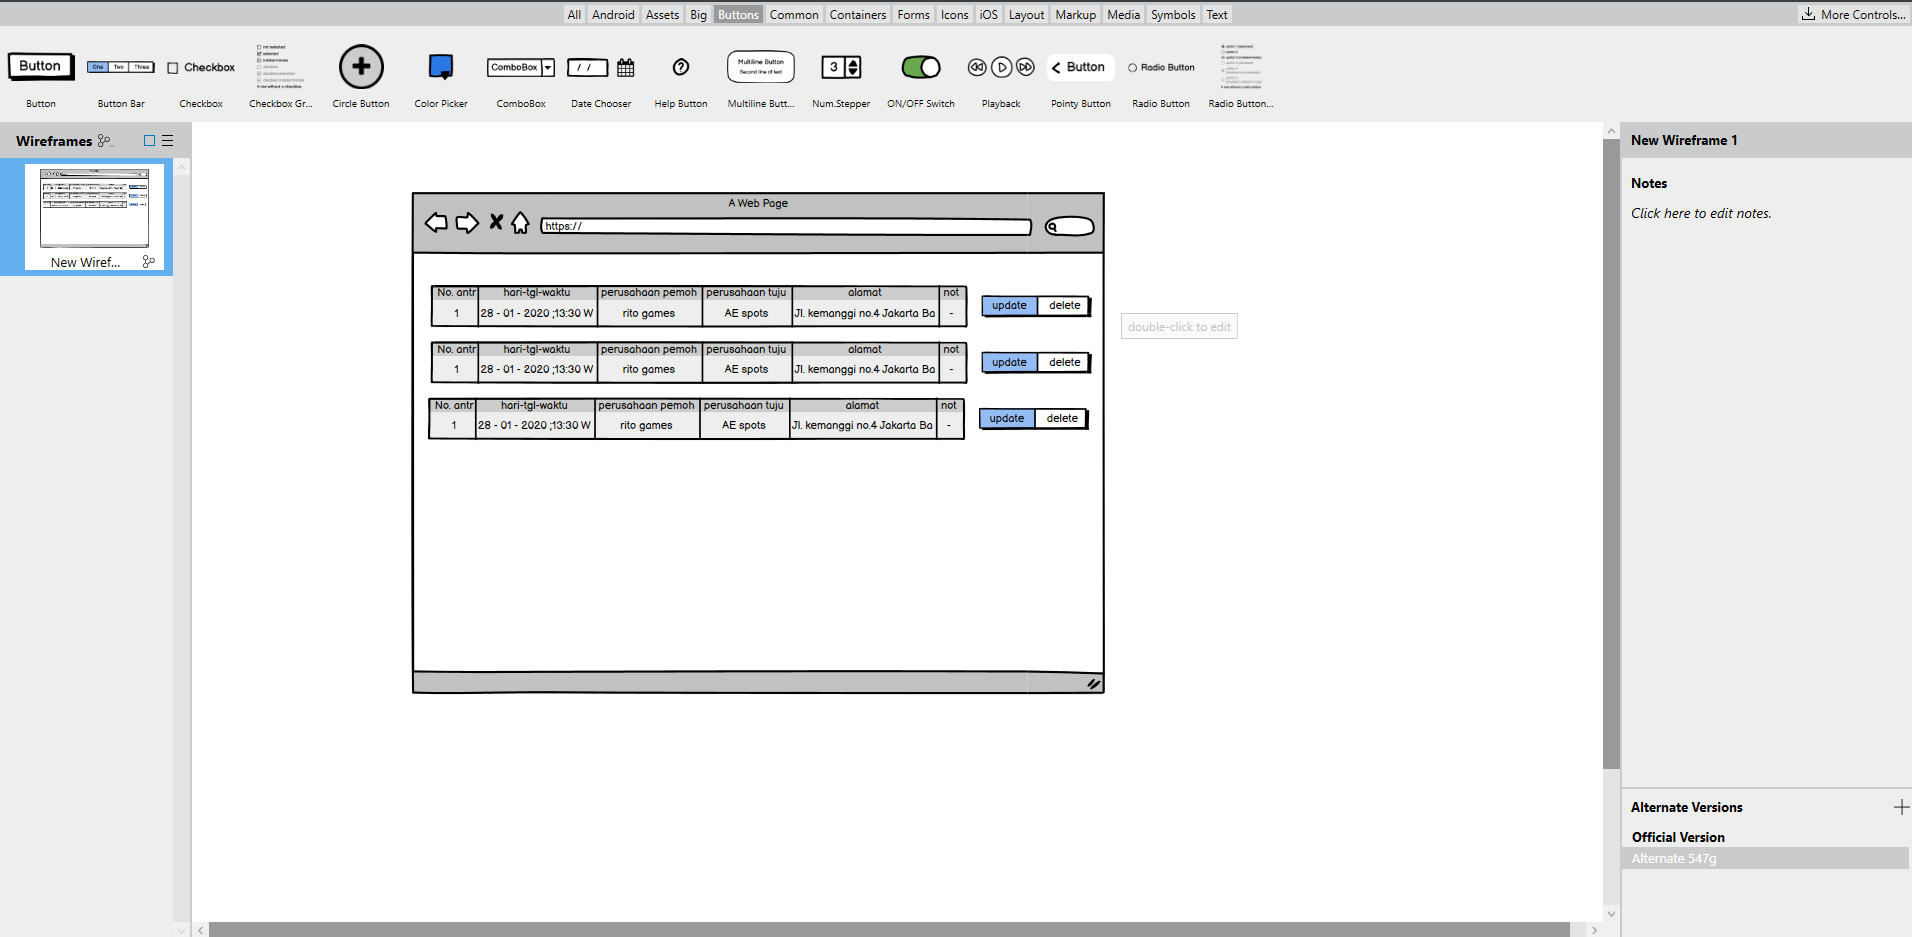 All Android Assets Big Buttons Common Containers Forms Icons iOS Layout Markup Media Symbols Text More Controls...
Button One Two Three Checkbox ComboBox / / ? Multiline Button Second line of text 3 < Button Radio Button
Button Button Bar Checkbox Checkbox Gr... Circle Button Color Picker ComboBox Date Chooser Help Button Multiline Butt... Num.Stepper ON/OFF Switch Playback Pointy Button Radio Button Radio Button...
Wireframes
New Wiref...
A Web Page
https://
No. antr hari-tgl-waktu perusahaan pemoh perusahaan tuju alamat not
1 28 - 01 - 2020 ;13:30 W rito games AE spots Jl. kemanggi no.4 Jakarta Ba -
update delete
No. antr hari-tgl-waktu perusahaan pemoh perusahaan tuju alamat not
1 28 - 01 - 2020 ;13:30 W rito games AE spots Jl. kemanggi no.4 Jakarta Ba -
update delete
No. antr hari-tgl-waktu perusahaan pemoh perusahaan tuju alamat not
1 28 - 01 - 2020 ;13:30 W rito games AE spots Jl. kemanggi no.4 Jakarta Ba -
update delete
double-click to edit
New Wireframe 1
Notes
Click here to edit notes.
Alternate Versions
Official Version
Alternate 547g